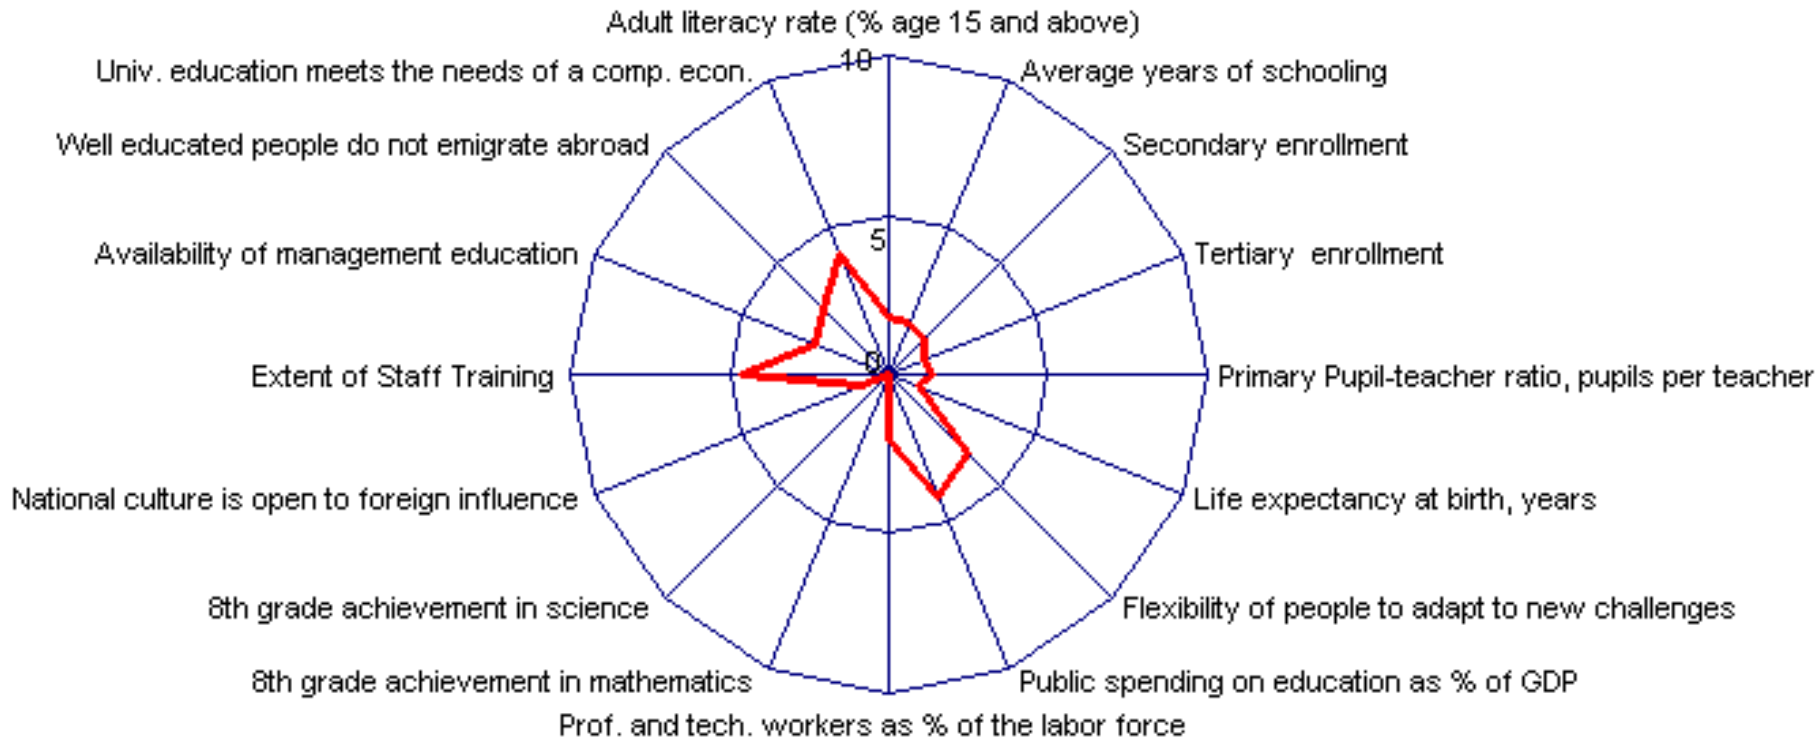 Adult literacy rate (% age 15 and above)
10
Univ. education meets the needs of a comp. econ.
Average years of schooling
Well educated people do not emigrate abroad
Secondary enrollment
5
Availability of management education
Tertiary enrollment
0
Extent of Staff Training
Primary Pupil-teacher ratio, pupils per teacher
National culture is open to foreign influence
Life expectancy at birth, years
8th grade achievement in science
Flexibility of people to adapt to new challenges
8th grade achievement in mathematics
Public spending on education as % of GDP
Prof. and tech. workers as % of the labor force